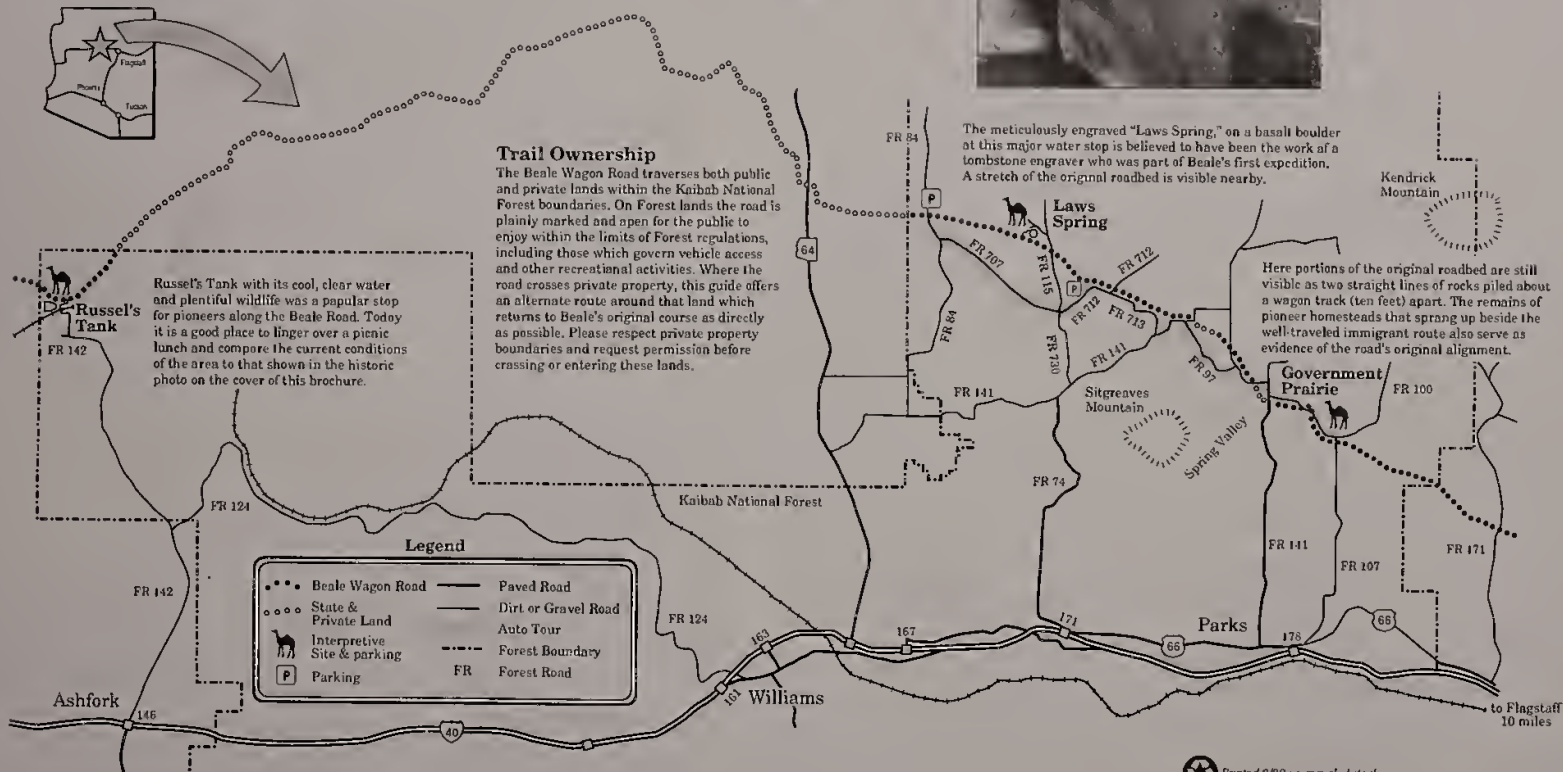 Flagstaff
Phoenix
Tucson
Trail Ownership
The Beale Wagon Road traverses both public
and private lands within the Kaibab National
Forest boundaries. On Forest lands the road is
plainly marked and open for the public to
enjoy within the limits of Forest regulations,
including those which govern vehicle access
and other recreational activities. Where the
road crosses private property, this guide offers
an alternate route around that land which
returns to Beale's original course as directly
as possible. Please respect private property
boundaries and request permission before
crossing or entering these lands.
Russel's Tank with its cool, clear water
and plentiful wildlife was a popular stop
for pioneers along the Beale Road. Today
it is a good place to linger over a picnic
lunch and compare the current conditions
of the area to that shown in the historic
photo on the cover of this brochure.
Russel's
Tank
FR 142
64
FR 84
P
The meticulously engraved "Laws Spring," on a basalt boulder
at this major water stop is believed to have been the work of a
tombstone engraver who was part of Beale's first expedition.
A stretch of the original roadbed is visible nearby.
Laws
Spring
Kendrick
Mountain
FR 707
FR 115
FR 712
P
FR 712
FR 713
FR 84
FR 730
FR 141
FR 97
FR 141
Here portions of the original roadbed are still
visible as two straight lines of rocks piled about
a wagon track (ten feet) apart. The remains of
pioneer homesteads that sprang up beside the
well-traveled immigrant route also serve as
evidence of the road's original alignment.
Government
Prairie
FR 100
Sitgreaves
Mountain
Spring Valley
FR 74
Kaibab National Forest
FR 124
FR 142
FR 141
FR 107
FR 171
Legend
Beale Wagon Road
State &
Private Land
Interpretive
Site & parking
P Parking
Paved Road
Dirt or Gravel Road
Auto Tour
Forest Boundary
FR Forest Road
FR 124
163
167
171
Parks
66
178
66
161
Williams
Ashfork
146
40
to Flagstaff
10 miles